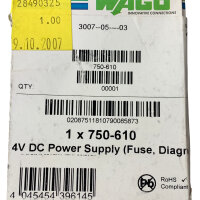 28490325
1.00
9.10.2007
WAGO
INNOVATIVE CONNECTIONS
3007-05----03
750-610
QTY
00001
02087511810790085873
1 x 750-610
4V DC Power Supply (Fuse, Diagn
4 045454 396145
RoHS ✓
Compliant